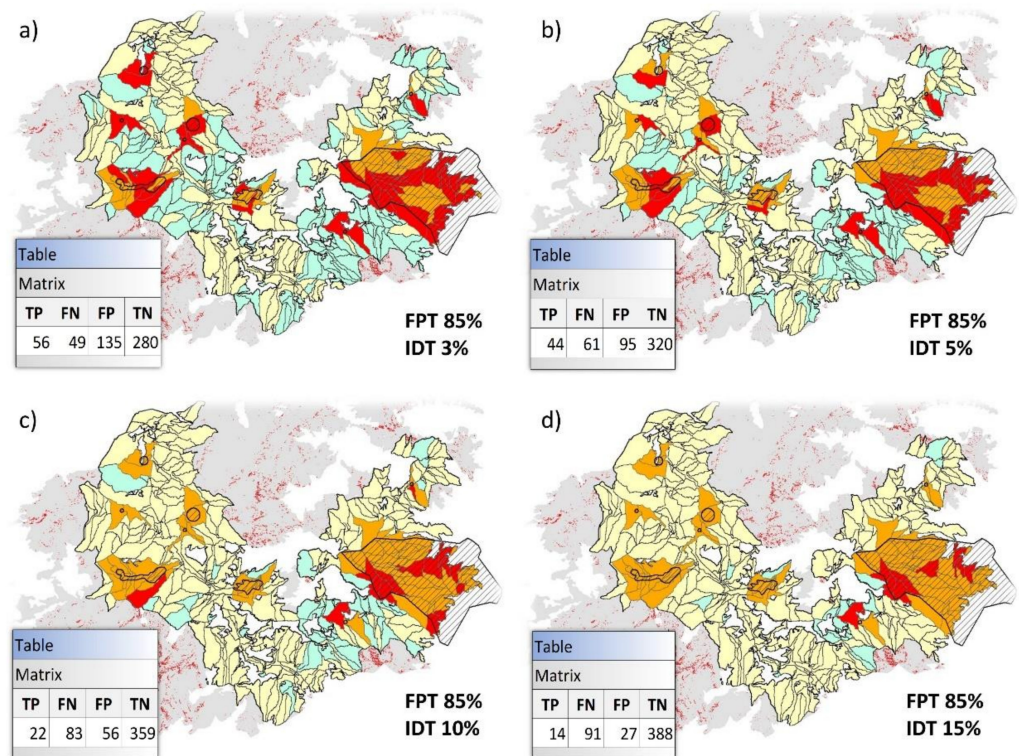 a)
Table
Matrix
TP FN FP TN
56 49 135 280
FPT 85%
IDT 3%
b)
Table
Matrix
TP FN FP TN
44 61 95 320
FPT 85%
IDT 5%
c)
Table
Matrix
TP FN FP TN
22 83 56 359
FPT 85%
IDT 10%
d)
Table
Matrix
TP FN FP TN
14 91 27 388
FPT 85%
IDT 15%